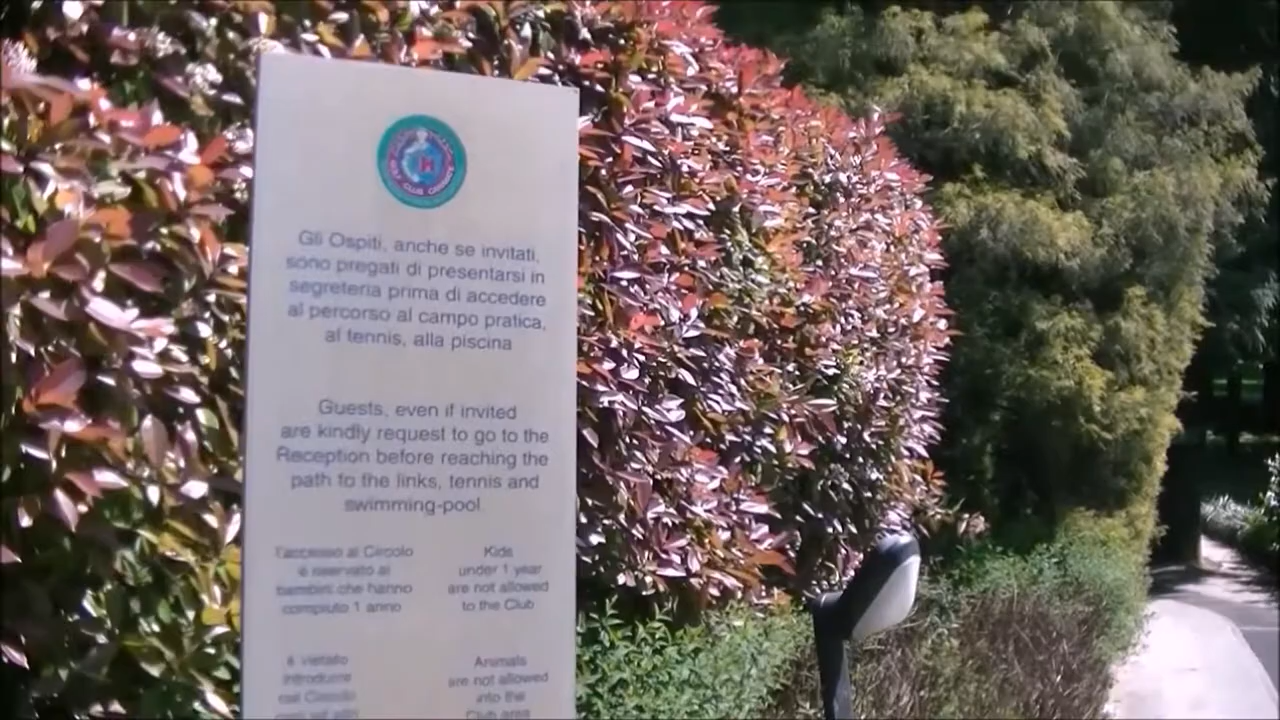 GOLF CLUB
Gli Ospiti, anche se invitati,
sono pregati di presentarsi in
segreteria prima di accedere
al percorso al campo pratica,
al tennis, alla piscina
Guests, even if invited
are kindly request to go to the
Reception before reaching the
path to the links, tennis and
swimming-pool
l'accesso al Circolo
è riservato ai
bambini che hanno
compiuto 1 anno
Kids
under 1 year
are not allowed
to the Club
è vietato
introdurre
nel Circolo
Animals
are not allowed
into the
Club area